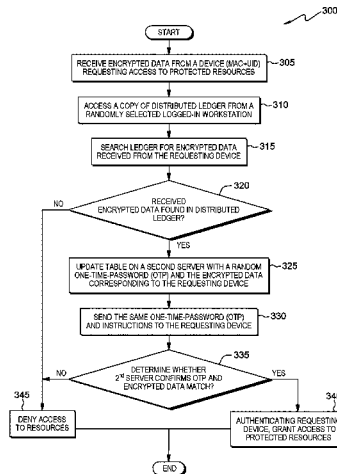 300
START
RECEIVE ENCRYPTED DATA FROM A DEVICE (MAC+UID)
REQUESTING ACCESS TO PROTECTED RESOURCES
305
ACCESS A COPY OF DISTRIBUTED LEDGER FROM A
RANDOMLY SELECTED LOGGED-IN WORKSTATION
310
SEARCH LEDGER FOR ENCRYPTED DATA
RECEIVED FROM THE REQUESTING DEVICE
315
320
NO
RECEIVED
ENCRYPTED DATA FOUND IN DISTRIBUTED
LEDGER?
YES
UPDATE TABLE ON A SECOND SERVER WITH A RANDOM
ONE-TIME-PASSWORD (OTP) AND THE ENCRYPTED DATA
CORRESPONDING TO THE REQUESTING DEVICE
325
SEND THE SAME ONE-TIME-PASSWORD (OTP)
AND INSTRUCTIONS TO THE REQUESTING DEVICE
330
335
NO
DETERMINE WHETHER
2nd SERVER CONFIRMS OTP AND
ENCRYPTED DATA MATCH?
YES
345
DENY ACCESS
TO RESOURCES
AUTHENTICATING REQUESTING
DEVICE, GRANT ACCESS TO
PROTECTED RESOURCES
END